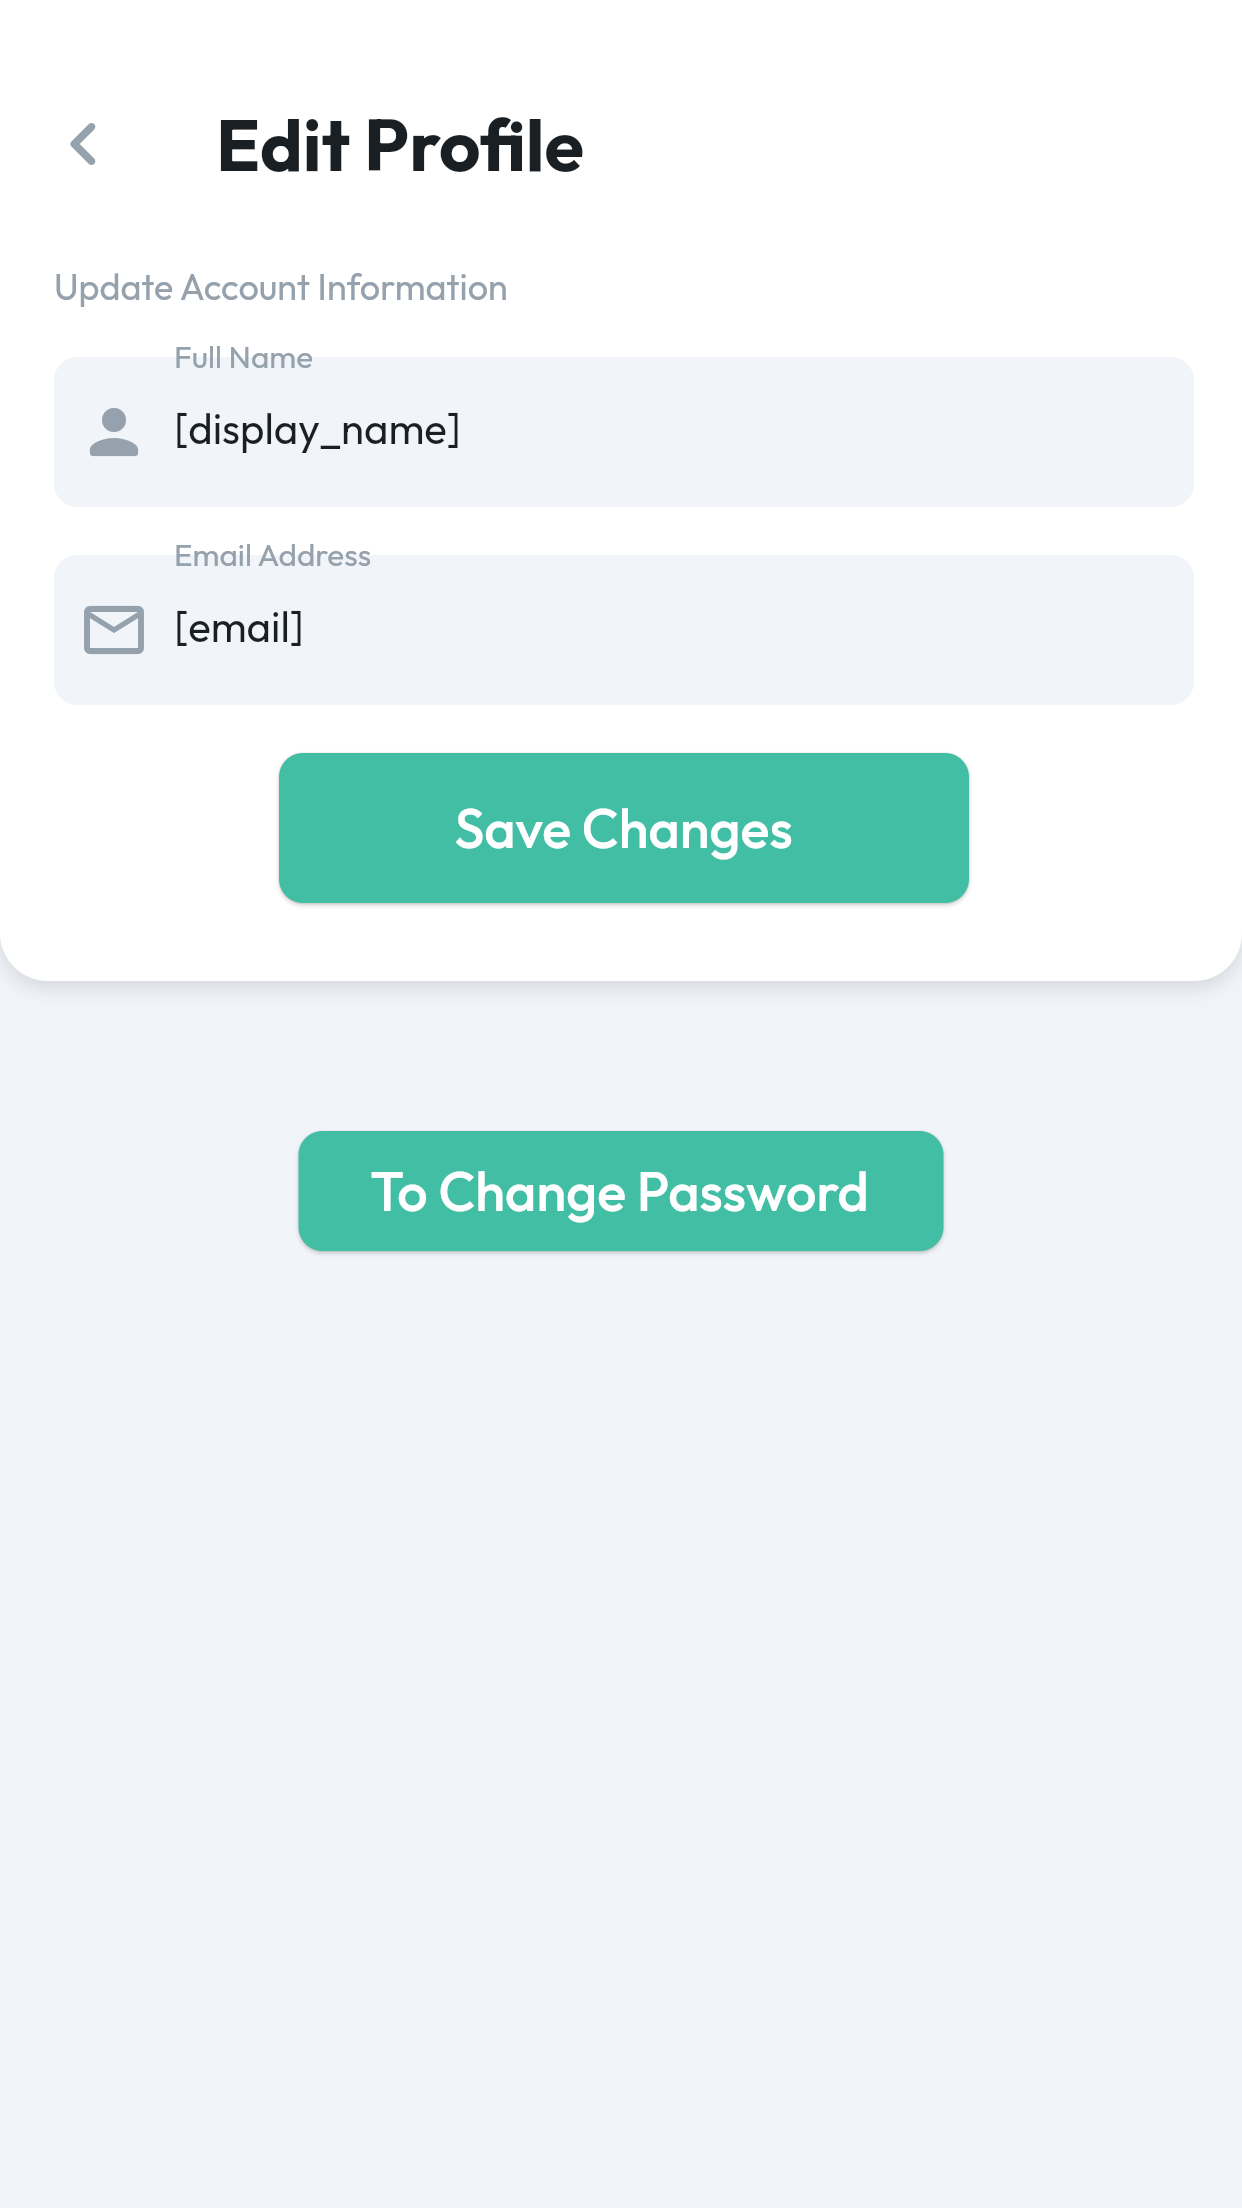 Edit Profile
Update Account Information
Full Name
[display_name]
Email Address
[email]
Save Changes
To Change Password